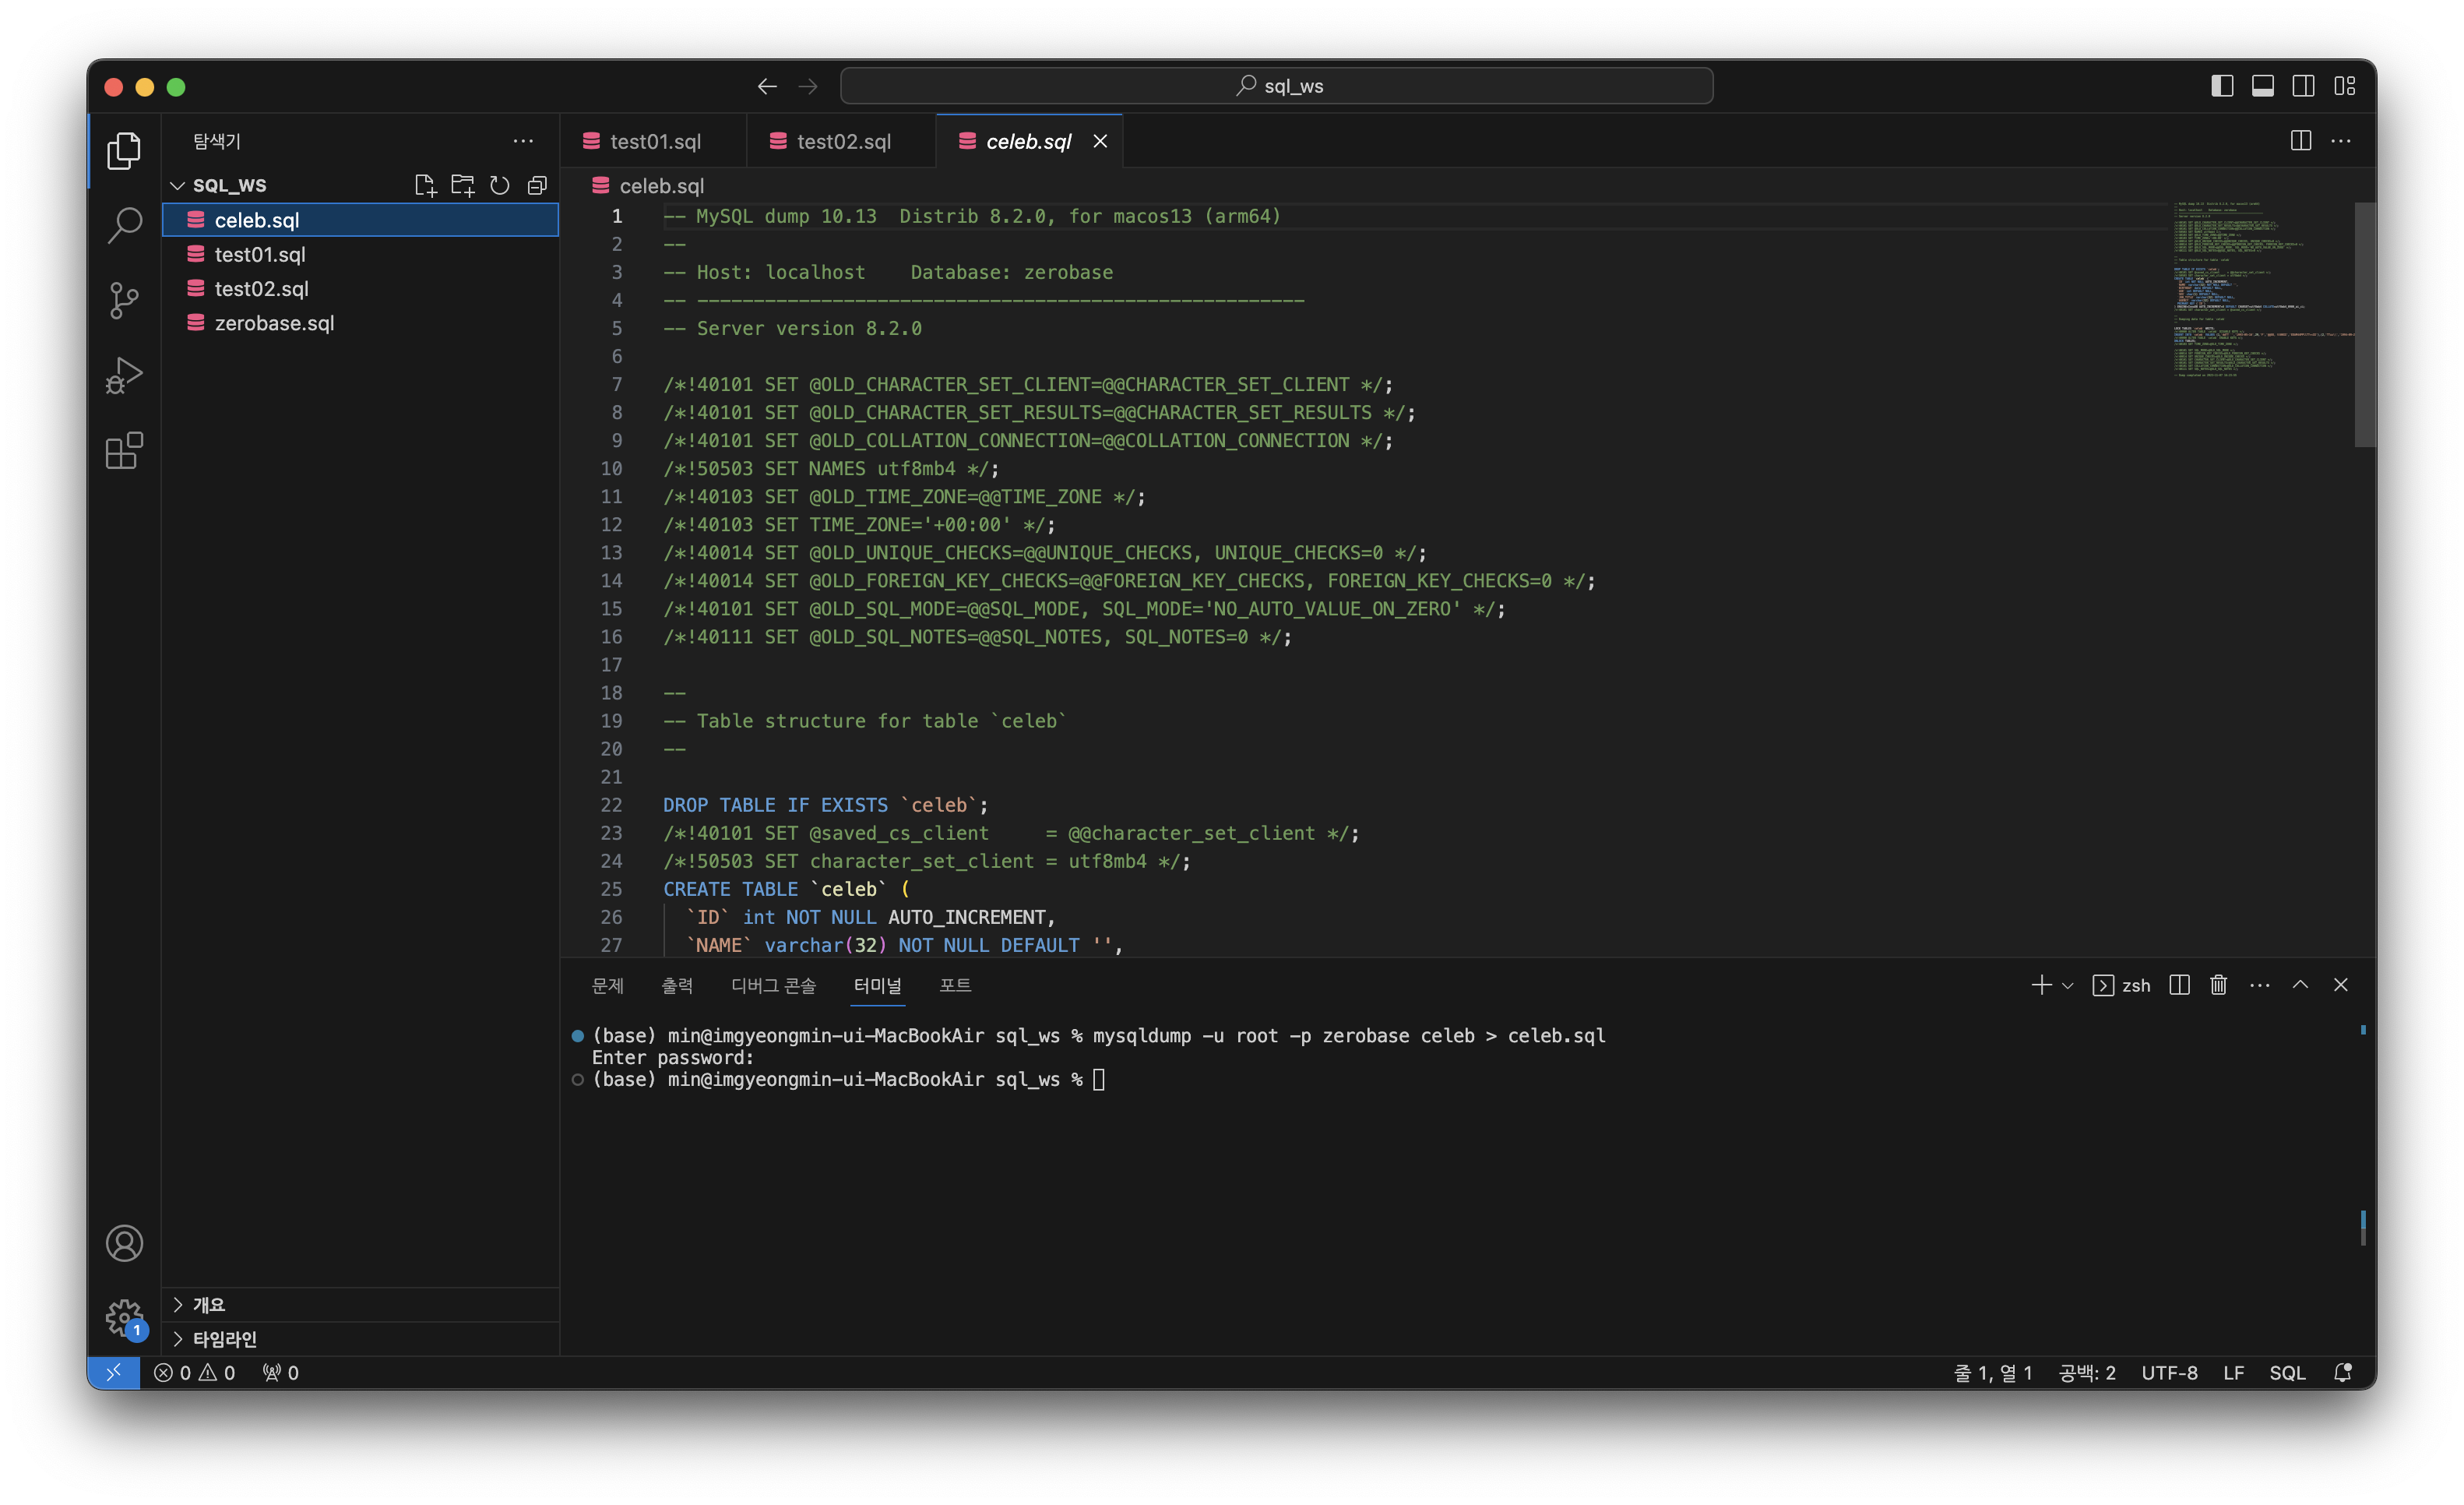 sql_ws
탐색기
SQL_WS
celeb.sql
test01.sql
test02.sql
zerobase.sql
개요
타임라인
test01.sql
test02.sql
celeb.sql
celeb.sql
1 -- MySQL dump 10.13  Distrib 8.2.0, for macos13 (arm64)
2 --
3 -- Host: localhost    Database: zerobase
4 -- ------------------------------------------------------
5 -- Server version 8.2.0
6
7 /*!40101 SET @OLD_CHARACTER_SET_CLIENT=@@CHARACTER_SET_CLIENT */;
8 /*!40101 SET @OLD_CHARACTER_SET_RESULTS=@@CHARACTER_SET_RESULTS */;
9 /*!40101 SET @OLD_COLLATION_CONNECTION=@@COLLATION_CONNECTION */;
10 /*!50503 SET NAMES utf8mb4 */;
11 /*!40103 SET @OLD_TIME_ZONE=@@TIME_ZONE */;
12 /*!40103 SET TIME_ZONE='+00:00' */;
13 /*!40014 SET @OLD_UNIQUE_CHECKS=@@UNIQUE_CHECKS, UNIQUE_CHECKS=0 */;
14 /*!40014 SET @OLD_FOREIGN_KEY_CHECKS=@@FOREIGN_KEY_CHECKS, FOREIGN_KEY_CHECKS=0 */;
15 /*!40101 SET @OLD_SQL_MODE=@@SQL_MODE, SQL_MODE='NO_AUTO_VALUE_ON_ZERO' */;
16 /*!40111 SET @OLD_SQL_NOTES=@@SQL_NOTES, SQL_NOTES=0 */;
17
18 --
19 -- Table structure for table `celeb`
20 --
21
22 DROP TABLE IF EXISTS `celeb`;
23 /*!40101 SET @saved_cs_client     = @@character_set_client */;
24 /*!50503 SET character_set_client = utf8mb4 */;
25 CREATE TABLE `celeb` (
26 `ID` int NOT NULL AUTO_INCREMENT,
27 `NAME` varchar(32) NOT NULL DEFAULT '',
문제 출력 디버그 콘솔 터미널 포트 zsh
(base) min@imgyeongmin-ui-MacBookAir sql_ws % mysqldump -u root -p zerobase celeb > celeb.sql
Enter password:
(base) min@imgyeongmin-ui-MacBookAir sql_ws %
1
0 0 0 줄 1, 열 1 공백: 2 UTF-8 LF SQL